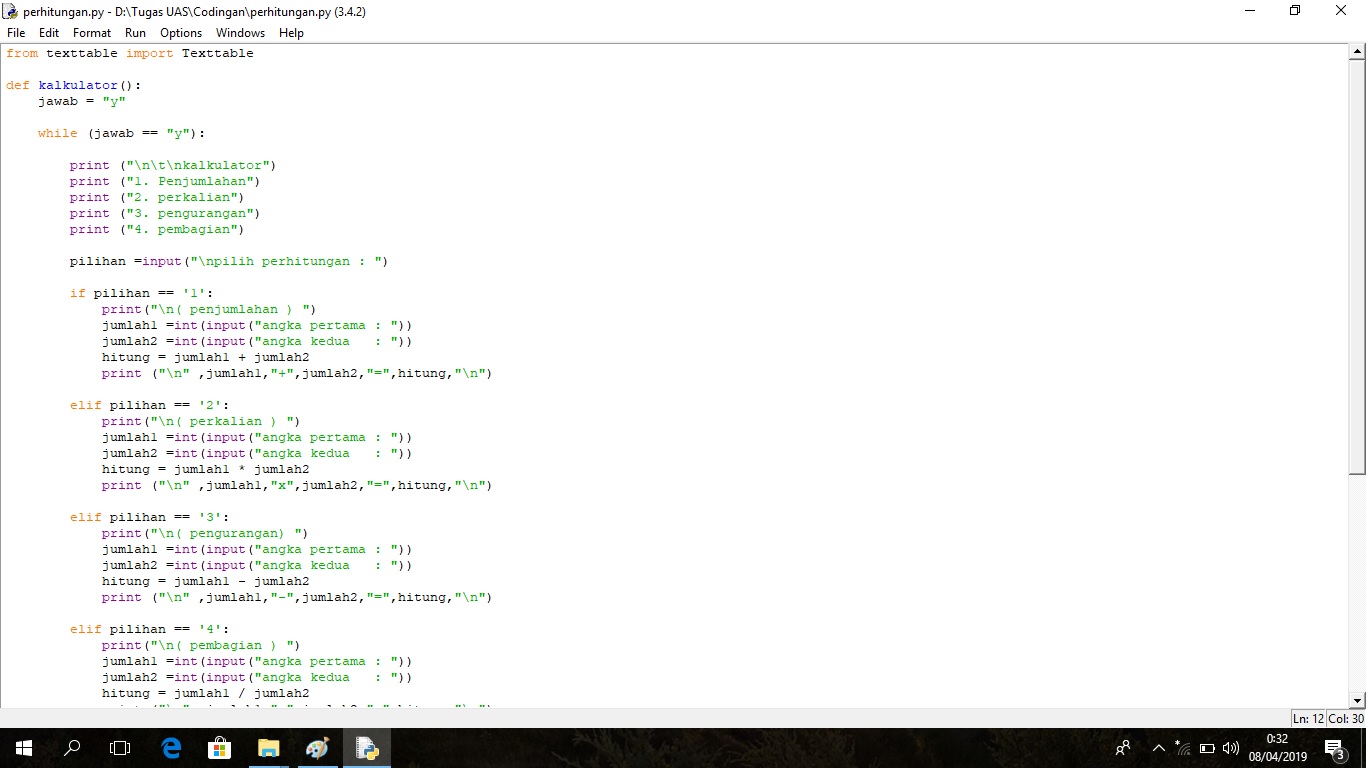 perhitungan.py - D:\Tugas UAS\Codingan\perhitungan.py (3.4.2)
File Edit Format Run Options Windows Help
from texttable import Texttable
def kalkulator():
    jawab = "y"
    while (jawab == "y"):
        print ("\n\t\nkalkulator")
        print ("1. Penjumlahan")
        print ("2. perkalian")
        print ("3. pengurangan")
        print ("4. pembagian")
        pilihan =input("\npilih perhitungan : ")
        if pilihan == '1':
            print("\n( penjumlahan ) ")
            jumlah1 =int(input("angka pertama : "))
            jumlah2 =int(input("angka kedua   : "))
            hitung = jumlah1 + jumlah2
            print ("\n" ,jumlah1,"+",jumlah2,"=",hitung,"\n")
        elif pilihan == '2':
            print("\n( perkalian ) ")
            jumlah1 =int(input("angka pertama : "))
            jumlah2 =int(input("angka kedua   : "))
            hitung = jumlah1 * jumlah2
            print ("\n" ,jumlah1,"x",jumlah2,"=",hitung,"\n")
        elif pilihan == '3':
            print("\n( pengurangan) ")
            jumlah1 =int(input("angka pertama : "))
            jumlah2 =int(input("angka kedua   : "))
            hitung = jumlah1 - jumlah2
            print ("\n" ,jumlah1,"-",jumlah2,"=",hitung,"\n")
        elif pilihan == '4':
            print("\n( pembagian ) ")
            jumlah1 =int(input("angka pertama : "))
            jumlah2 =int(input("angka kedua   : "))
            hitung = jumlah1 / jumlah2
Ln: 12 Col: 30
0:32
08/04/2019
3